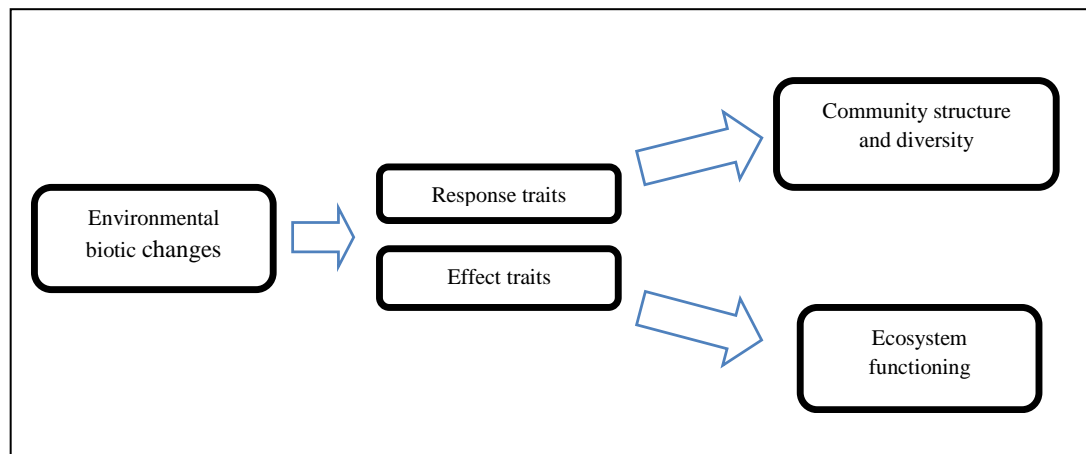 Environmental
biotic changes
Response traits
Effect traits
Community structure
and diversity
Ecosystem
functioning